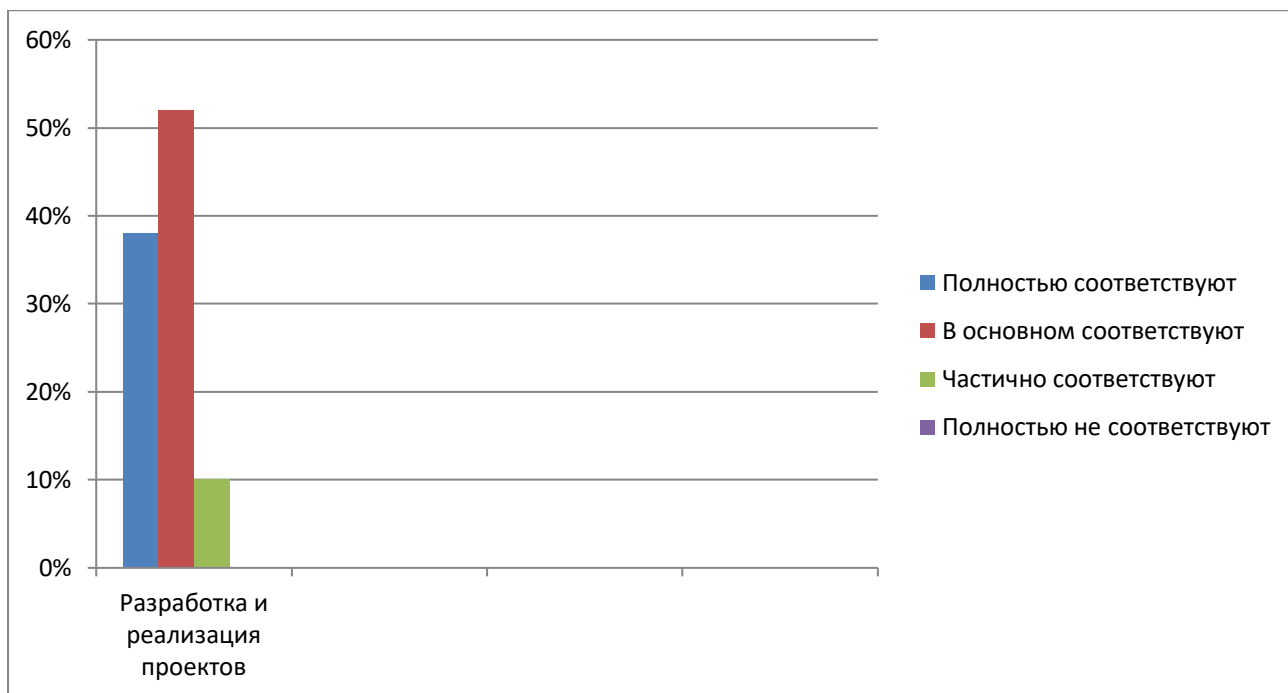 60%
50%
40%
30%
20%
10%
0%
Разработка и
реализация
проектов
Полностью соответствуют
В основном соответствуют
Частично соответствуют
Полностью не соответствуют